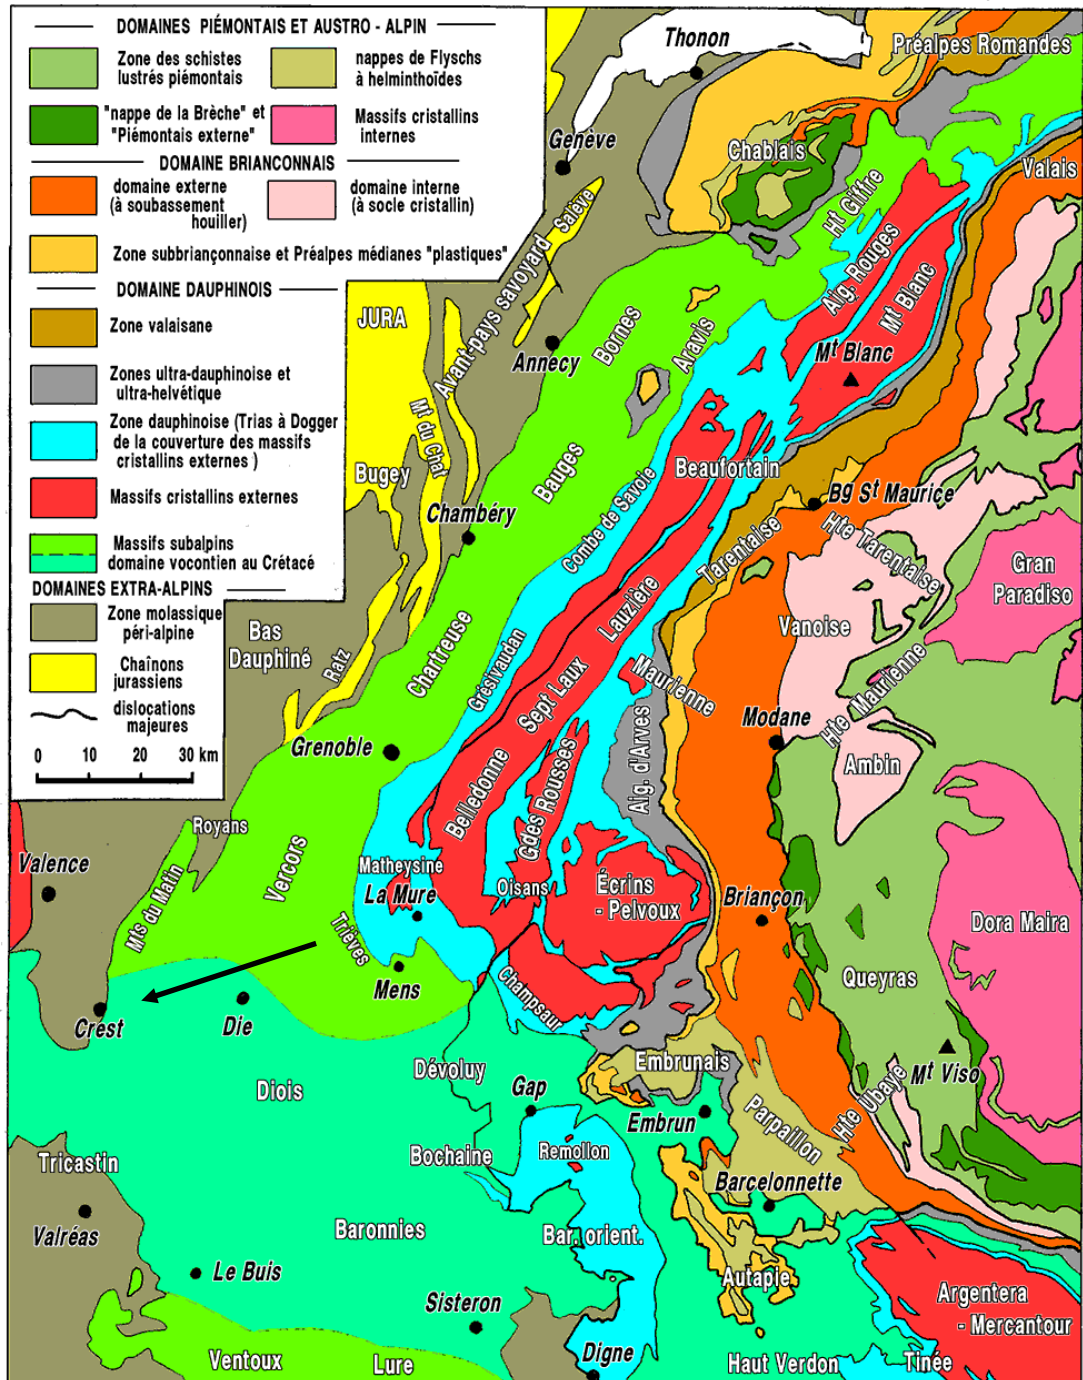 DOMAINES PIÉMONTAIS ET AUSTRO - ALPIN
Zone des schistes
lustrés piémontais
nappes de Flyschs
à helminthoïdes
"nappe de la Brèche" et
"Piémontais externe"
Massifs cristallins
internes
DOMAINE BRIANCONNAIS
domaine externe
(à soubassement
houiller)
domaine interne
(à socle cristallin)
Zone subbriançonnaise et Préalpes médianes "plastiques"
DOMAINE DAUPHINOIS
Zone valaisane
Zones ultra-dauphinoise et
ultra-helvétique
Zone dauphinoise (Trias à Dogger
de la couverture des massifs
cristallins externes )
Massifs cristallins externes
Massifs subalpins
domaine vocontien au Crétacé
DOMAINES EXTRA-ALPINS
Zone molassique
péri-alpine
Chaînons
jurassiens
dislocations
majeures
0 10 20 30 km
Thonon
Préalpes Romandes
Genève
Chablais
Valais
Salève
Ht Giffre
Avant-pays savoyard
Aig. Rouges
Mt Blanc
JURA
Bornes
Aravis
Annecy
Mt Blanc
Mt du Chat
Bugey
Bauges
Beaufortain
Chambéry
Combe de Savoie
Bg St Maurice
Tarentaise
Hte Tarentaise
Gran
Paradiso
Lauzière
Vanoise
Bas
Dauphiné
Ratz
Chartreuse
Grésivaudan
Sept Laux
Maurienne
Hte Maurienne
Modane
Grenoble
Aig. d'Arves
Ambin
Belledonne
Gdes Rousses
Royans
Valence
Vercors
Matheysine
La Mure
Oisans
Écrins
- Pelvoux
Briançon
Dora Maira
Mts du Matin
Trièves
Mens
Champsaur
Queyras
Crest
Die
Mt Viso
Dévoluy
Embrunais
Diois
Gap
Embrun
Parpaillon
Hte Ubaye
Bochaine
Remollon
Tricastin
Barcelonnette
Valréas
Baronnies
Bar. orient.
Le Buis
Autapie
Sisteron
Argentera
- Mercantour
Ventoux
Lure
Digne
Haut Verdon
Tinée